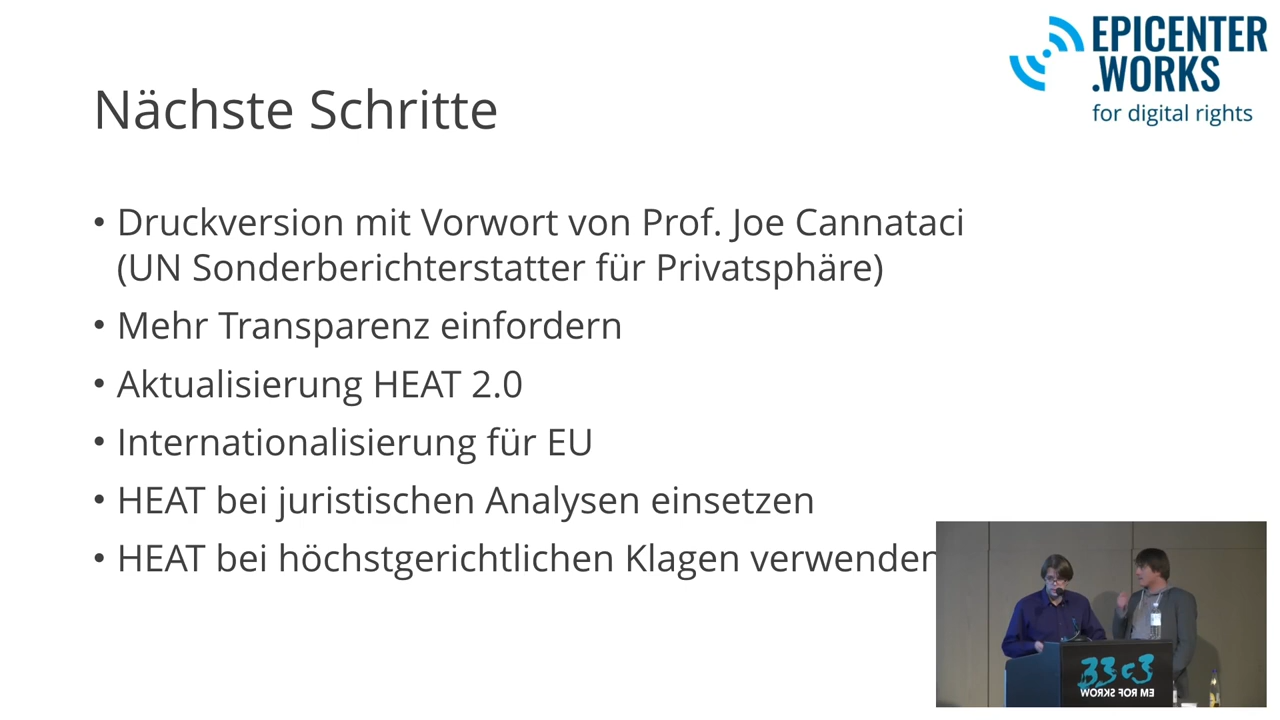 EPICENTER
.WORKS
for digital rights
Nächste Schritte
• Druckversion mit Vorwort von Prof. Joe Cannataci
(UN Sonderberichterstatter für Privatsphäre)
• Mehr Transparenz einfordern
• Aktualisierung HEAT 2.0
• Internationalisierung für EU
• HEAT bei juristischen Analysen einsetzen
• HEAT bei höchstgerichtlichen Klagen verwenden
33c3
WORKS FOR ME